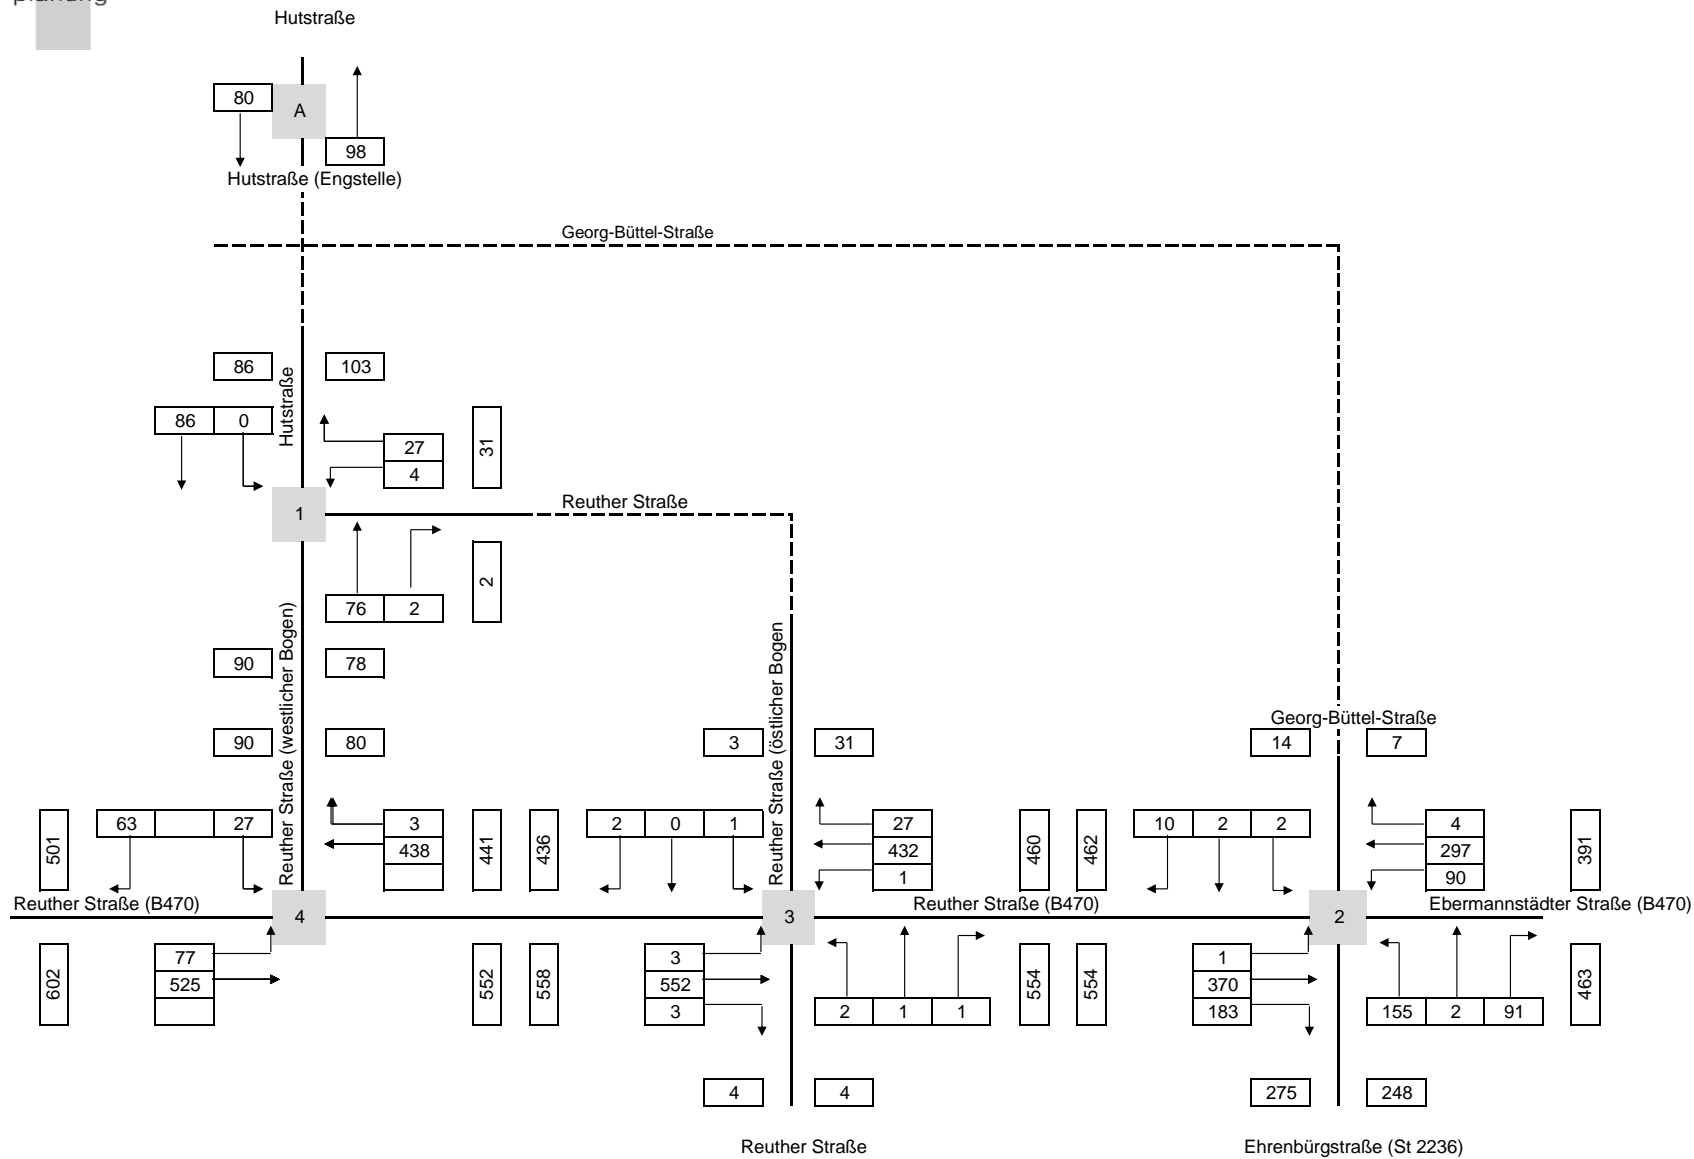 planung
Hutstraße
80
A
98
Hutstraße (Engstelle)
Georg-Büttel-Straße
86
103
Hutstraße
86 0
27
4
31
1
Reuther Straße
76 2
2
90
78
Reuther Straße (westlicher Bogen)
90
80
3
31
Reuther Straße (östlicher Bogen
Georg-Büttel-Straße
14
7
501
63 27
3
438
441
436
2 0 1
27
432
1
460
462
10 2 2
4
297
90
391
Reuther Straße (B470)
4
3
Reuther Straße (B470)
2
Ebermannstädter Straße (B470)
602
77
525
552
558
3
552
3
2 1 1
554
554
1
370
183
155 2 91
463
4
4
275
248
Reuther Straße
Ehrenbürgstraße (St 2236)